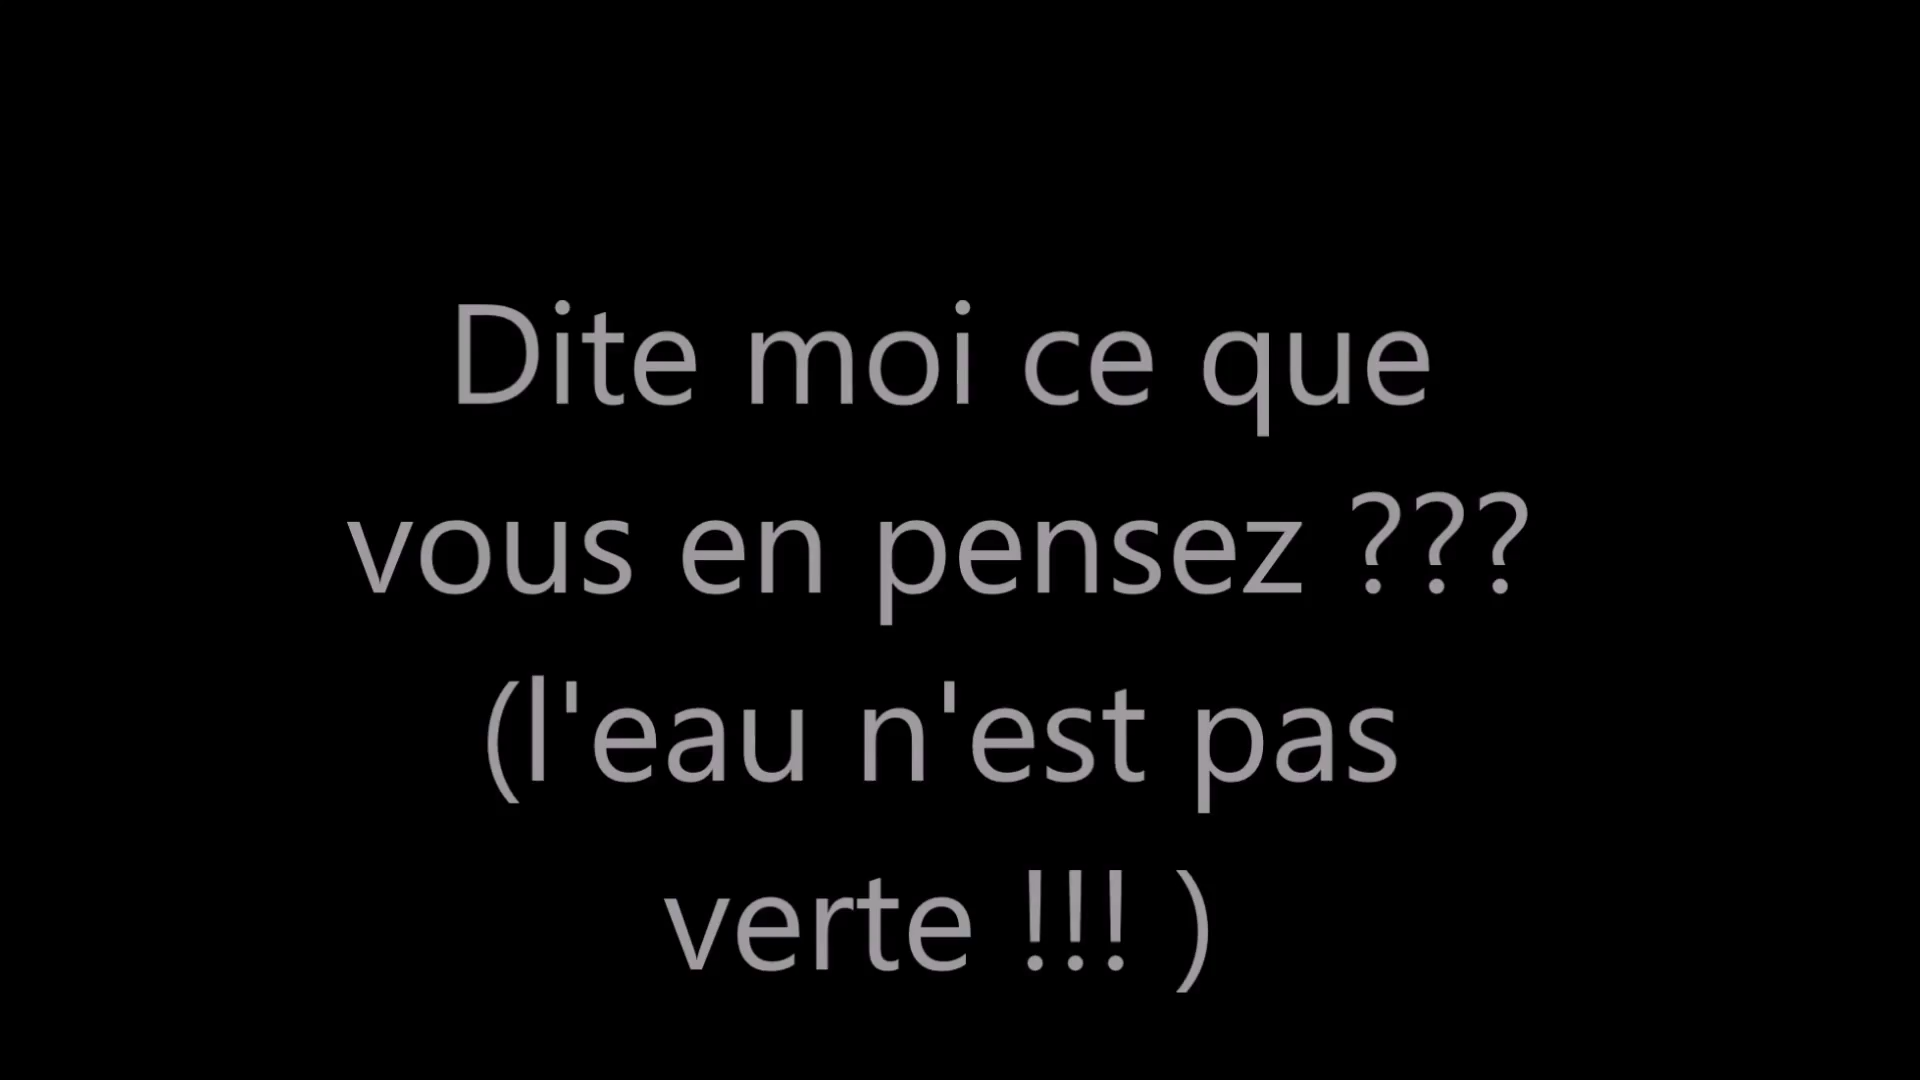 Dite moi ce que
vous en pensez ???
(l'eau n'est pas
verte !!! )